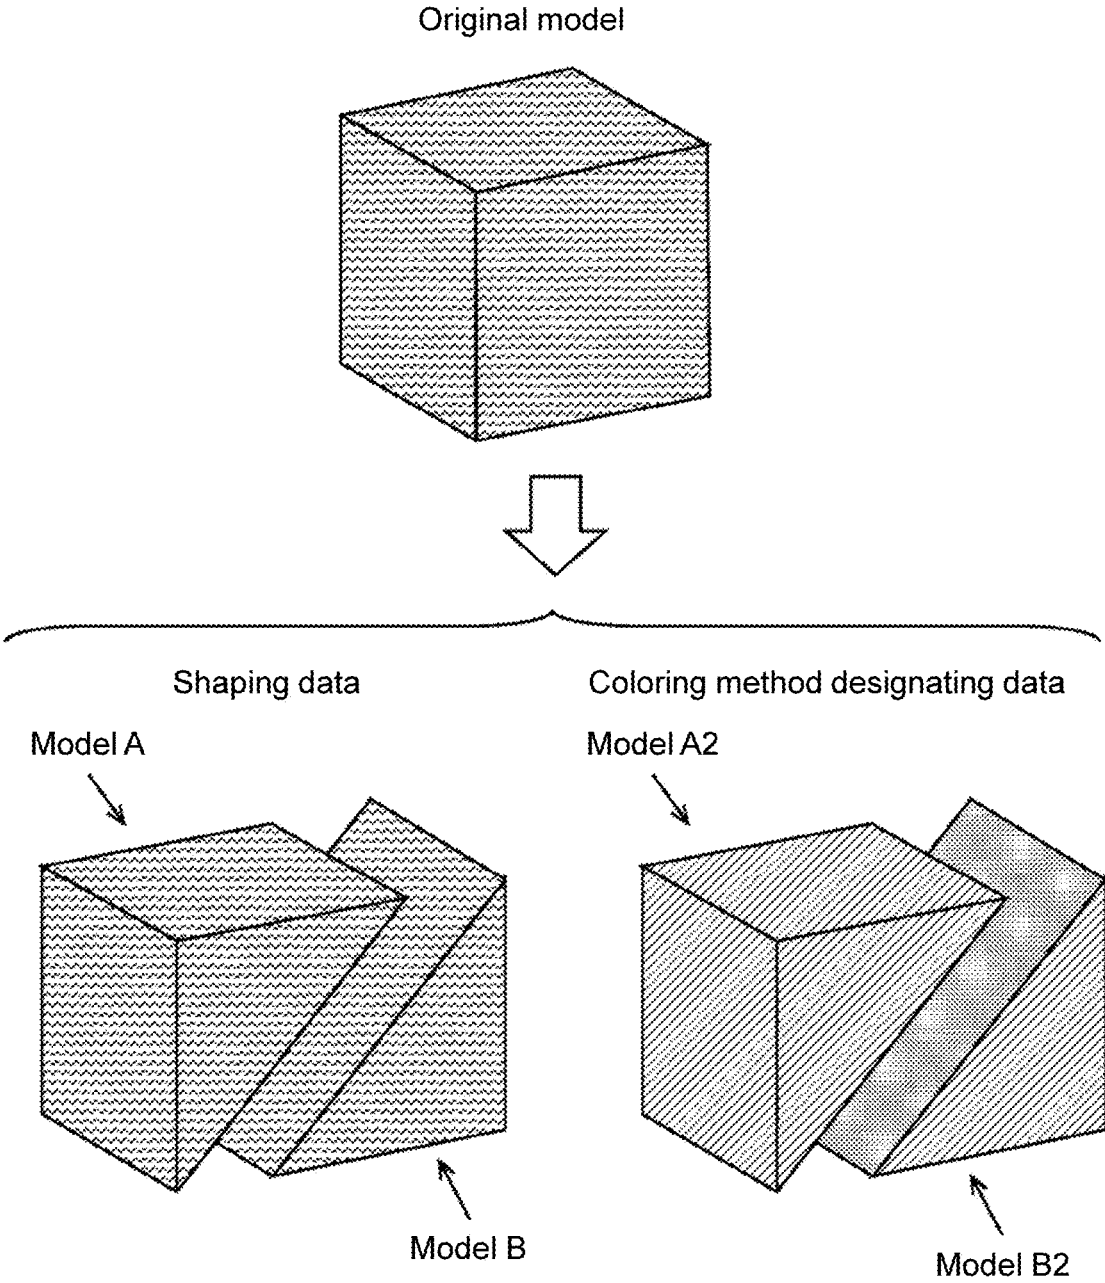 Original model
Shaping data
Coloring method designating data
Model A
Model A2
Model B
Model B2